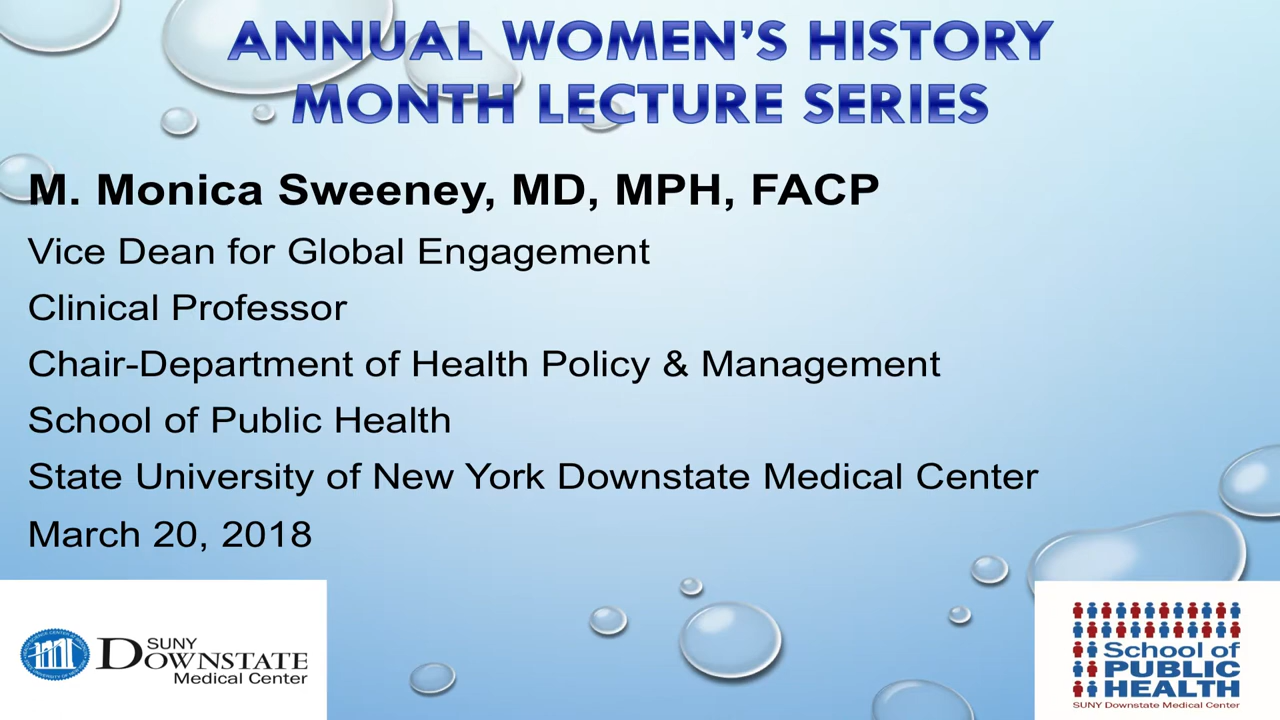 ANNUAL WOMEN'S HISTORY
MONTH LECTURE SERIES
M. Monica Sweeney, MD, MPH, FACP
Vice Dean for Global Engagement
Clinical Professor
Chair-Department of Health Policy & Management
School of Public Health
State University of New York Downstate Medical Center
March 20, 2018
SUNY
DOWNSTATE
Medical Center
School of
PUBLIC
HEALTH
SUNY Downstate Medical Center